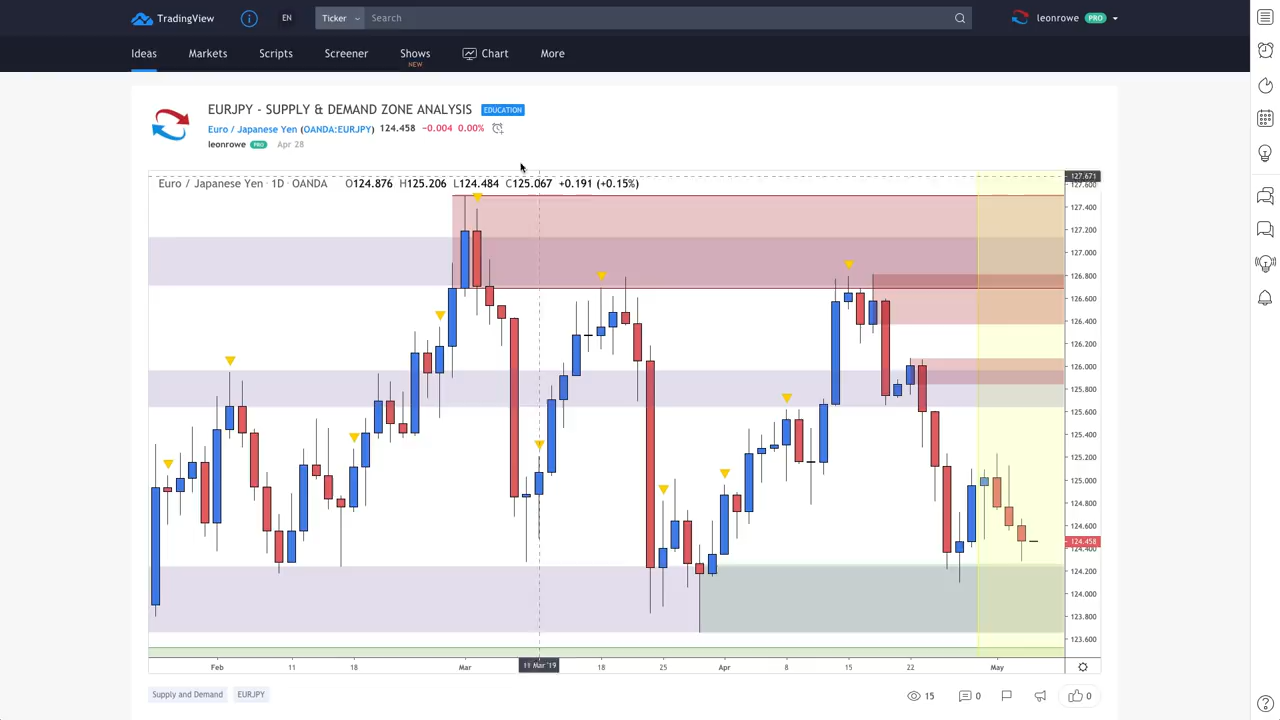 TradingView EN Ticker Search leonrowe PRO
Ideas Markets Scripts Screener Shows Chart More
NEW
EURJPY - SUPPLY & DEMAND ZONE ANALYSIS EDUCATION
Euro / Japanese Yen (OANDA:EURJPY) 124.458 −0.004 0.00%
leonrowe PRO Apr 28
Euro / Japanese Yen · 1D · OANDA O124.876 H125.206 L124.484 C125.067 +0.191 (+0.15%)
127.671
127.600
127.400
127.200
127.000
126.800
126.600
126.400
126.200
126.000
125.800
125.600
125.400
125.200
125.000
124.800
124.600
124.458
124.400
124.200
124.000
123.800
123.600
Feb 11 18 Mar 11 Mar '19 18 25 Apr 8 15 22 May
Supply and Demand EURJPY 15 0 0